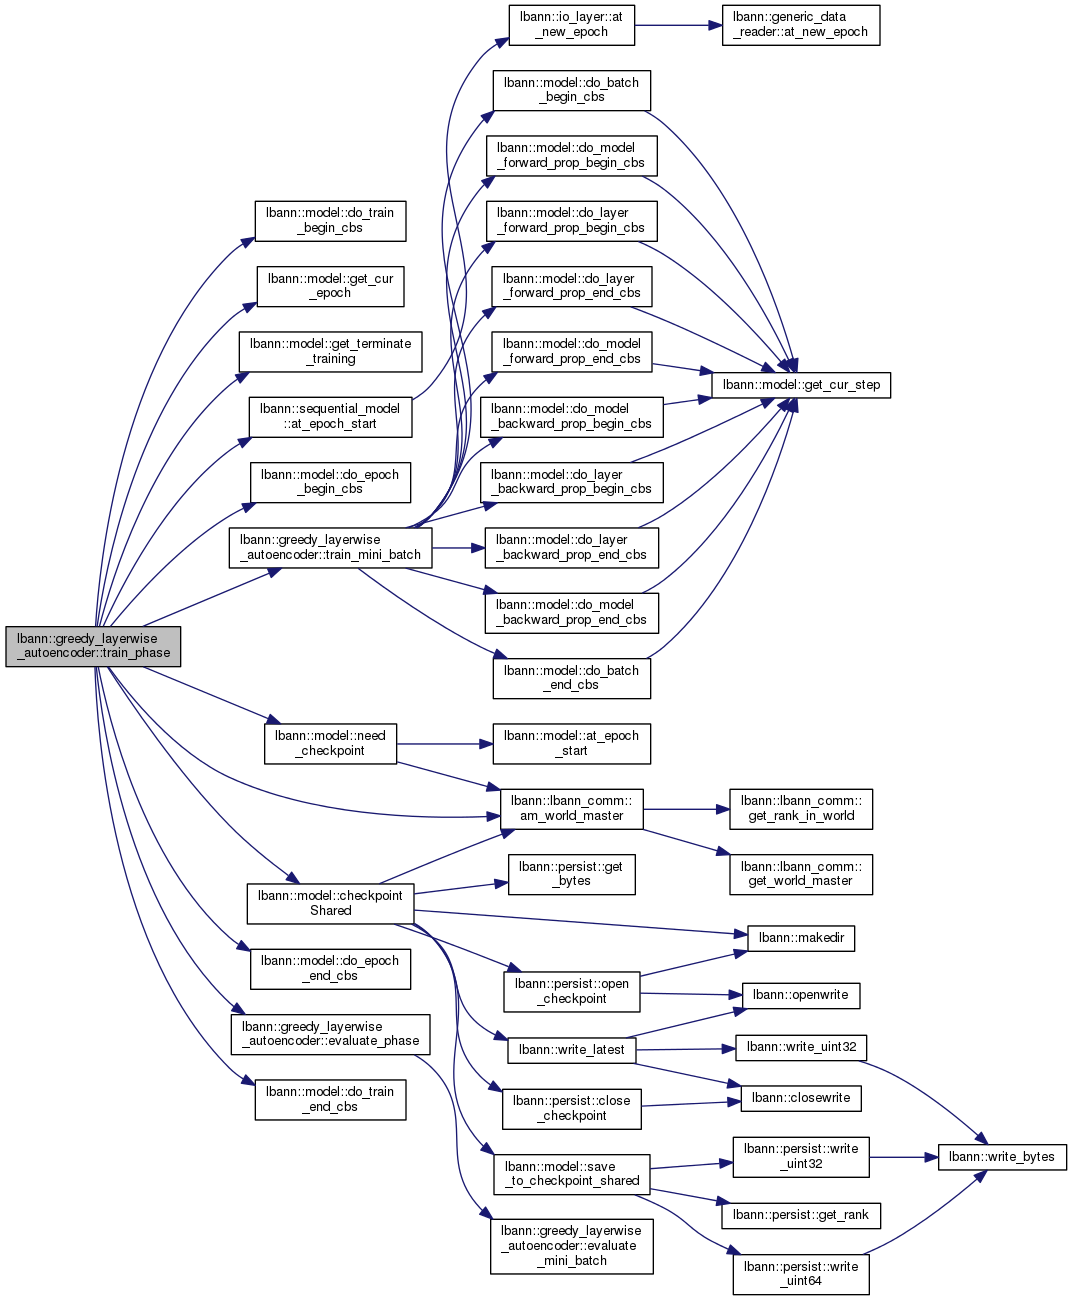 lbann::greedy_layerwise
_autoencoder::train_phase
lbann::model::do_train
_begin_cbs
lbann::model::get_cur
_epoch
lbann::model::get_terminate
_training
lbann::sequential_model
::at_epoch_start
lbann::model::do_epoch
_begin_cbs
lbann::greedy_layerwise
_autoencoder::train_mini_batch
lbann::model::need
_checkpoint
lbann::model::checkpoint
Shared
lbann::model::do_epoch
_end_cbs
lbann::greedy_layerwise
_autoencoder::evaluate_phase
lbann::model::do_train
_end_cbs
lbann::io_layer::at
_new_epoch
lbann::model::do_batch
_begin_cbs
lbann::model::do_model
_forward_prop_begin_cbs
lbann::model::do_layer
_forward_prop_begin_cbs
lbann::model::do_layer
_forward_prop_end_cbs
lbann::model::do_model
_forward_prop_end_cbs
lbann::model::do_model
_backward_prop_begin_cbs
lbann::model::do_layer
_backward_prop_begin_cbs
lbann::model::do_layer
_backward_prop_end_cbs
lbann::model::do_model
_backward_prop_end_cbs
lbann::model::do_batch
_end_cbs
lbann::model::at_epoch
_start
lbann::lbann_comm::
am_world_master
lbann::persist::get
_bytes
lbann::persist::open
_checkpoint
lbann::write_latest
lbann::persist::close
_checkpoint
lbann::model::save
_to_checkpoint_shared
lbann::greedy_layerwise
_autoencoder::evaluate
_mini_batch
lbann::generic_data
_reader::at_new_epoch
lbann::model::get_cur_step
lbann::lbann_comm::
get_rank_in_world
lbann::lbann_comm::
get_world_master
lbann::makedir
lbann::openwrite
lbann::write_uint32
lbann::closewrite
lbann::persist::write
_uint32
lbann::persist::get_rank
lbann::persist::write
_uint64
lbann::write_bytes